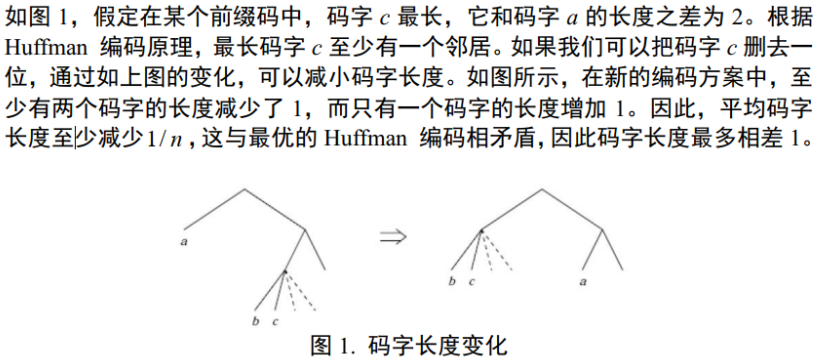 如图 1，假定在某个前缀码中，码字 c 最长，它和码字 a 的长度之差为 2。根据
Huffman 编码原理，最长码字 c 至少有一个邻居。如果我们可以把码字 c 删去一
位，通过如上图的变化，可以减小码字长度。如图所示，在新的编码方案中，至
少有两个码字的长度减少了 1，而只有一个码字的长度增加 1。因此，平均码字
长度至少减少1/n，这与最优的 Huffman 编码相矛盾，因此码字长度最多相差 1。
a
b c
⇒
b c
a
图 1. 码字长度变化